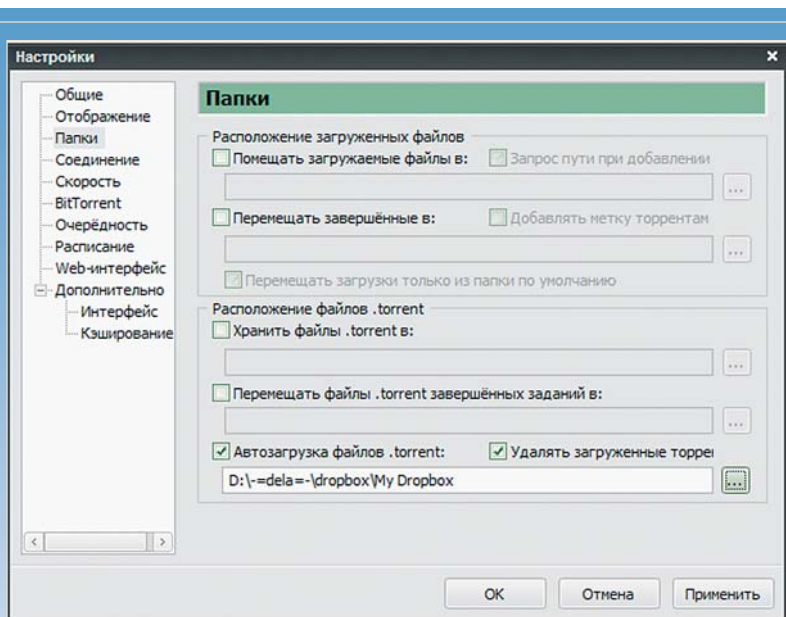 Настройки
Общие
Отображение
Папки
Соединение
Скорость
BitTorrent
Очерёдность
Расписание
Web-интерфейс
Дополнительно
Интерфейс
Кэширование
Папки
Расположение загруженных файлов
Помещать загружаемые файлы в: Запрос пути при добавлении
...
Перемещать завершённые в: Добавлять метку торрентам
...
Перемещать загрузки только из папки по умолчанию
Расположение файлов .torrent
Хранить файлы .torrent в:
...
Перемещать файлы .torrent завершённых заданий в:
...
Автозагрузка файлов .torrent: Удалять загруженные торре
D:\-=dela=-\dropbox\My Dropbox ...
OK Отмена Применить